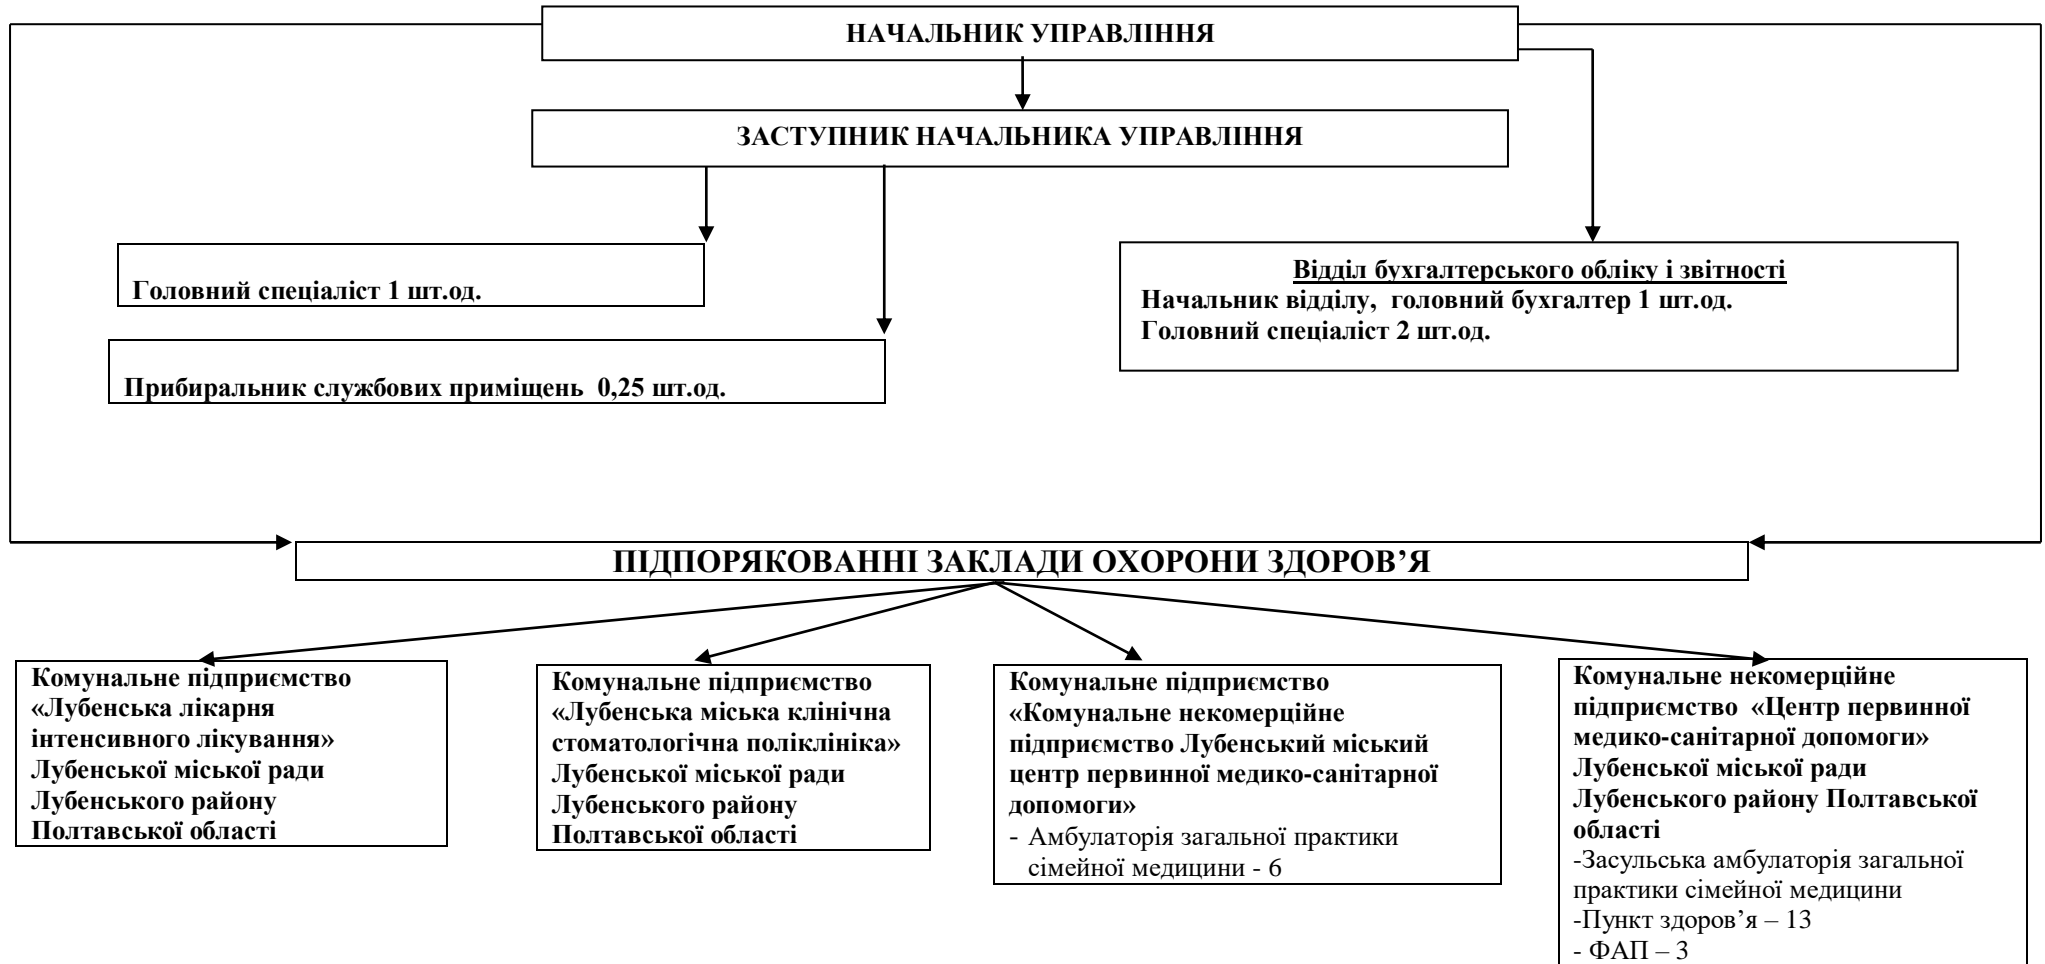 НАЧАЛЬНИК УПРАВЛІННЯ
ЗАСТУПНИК НАЧАЛЬНИКА УПРАВЛІННЯ
Головний спеціаліст 1 шт.од.
Прибиральник службових приміщень 0,25 шт.од.
Відділ бухгалтерського обліку і звітності
Начальник відділу, головний бухгалтер 1 шт.од.
Головний спеціаліст 2 шт.од.
ПІДПОРЯКОВАННІ ЗАКЛАДИ ОХОРОНИ ЗДОРОВ’Я
Комунальне підприємство
«Лубенська лікарня
інтенсивного лікування»
Лубенської міської ради
Лубенського району
Полтавської області
Комунальне підприємство
«Лубенська міська клінічна
стоматологічна поліклініка»
Лубенської міської ради
Лубенського району
Полтавської області
Комунальне підприємство
«Комунальне некомерційне
підприємство Лубенський міський
центр первинної медико-санітарної
допомоги»
- Амбулаторія загальної практики
сімейної медицини - 6
Комунальне некомерційне
підприємство «Центр первинної
медико-санітарної допомоги»
Лубенської міської ради
Лубенського району Полтавської
області
-Засульська амбулаторія загальної
практики сімейної медицини
-Пункт здоров’я – 13
- ФАП – 3